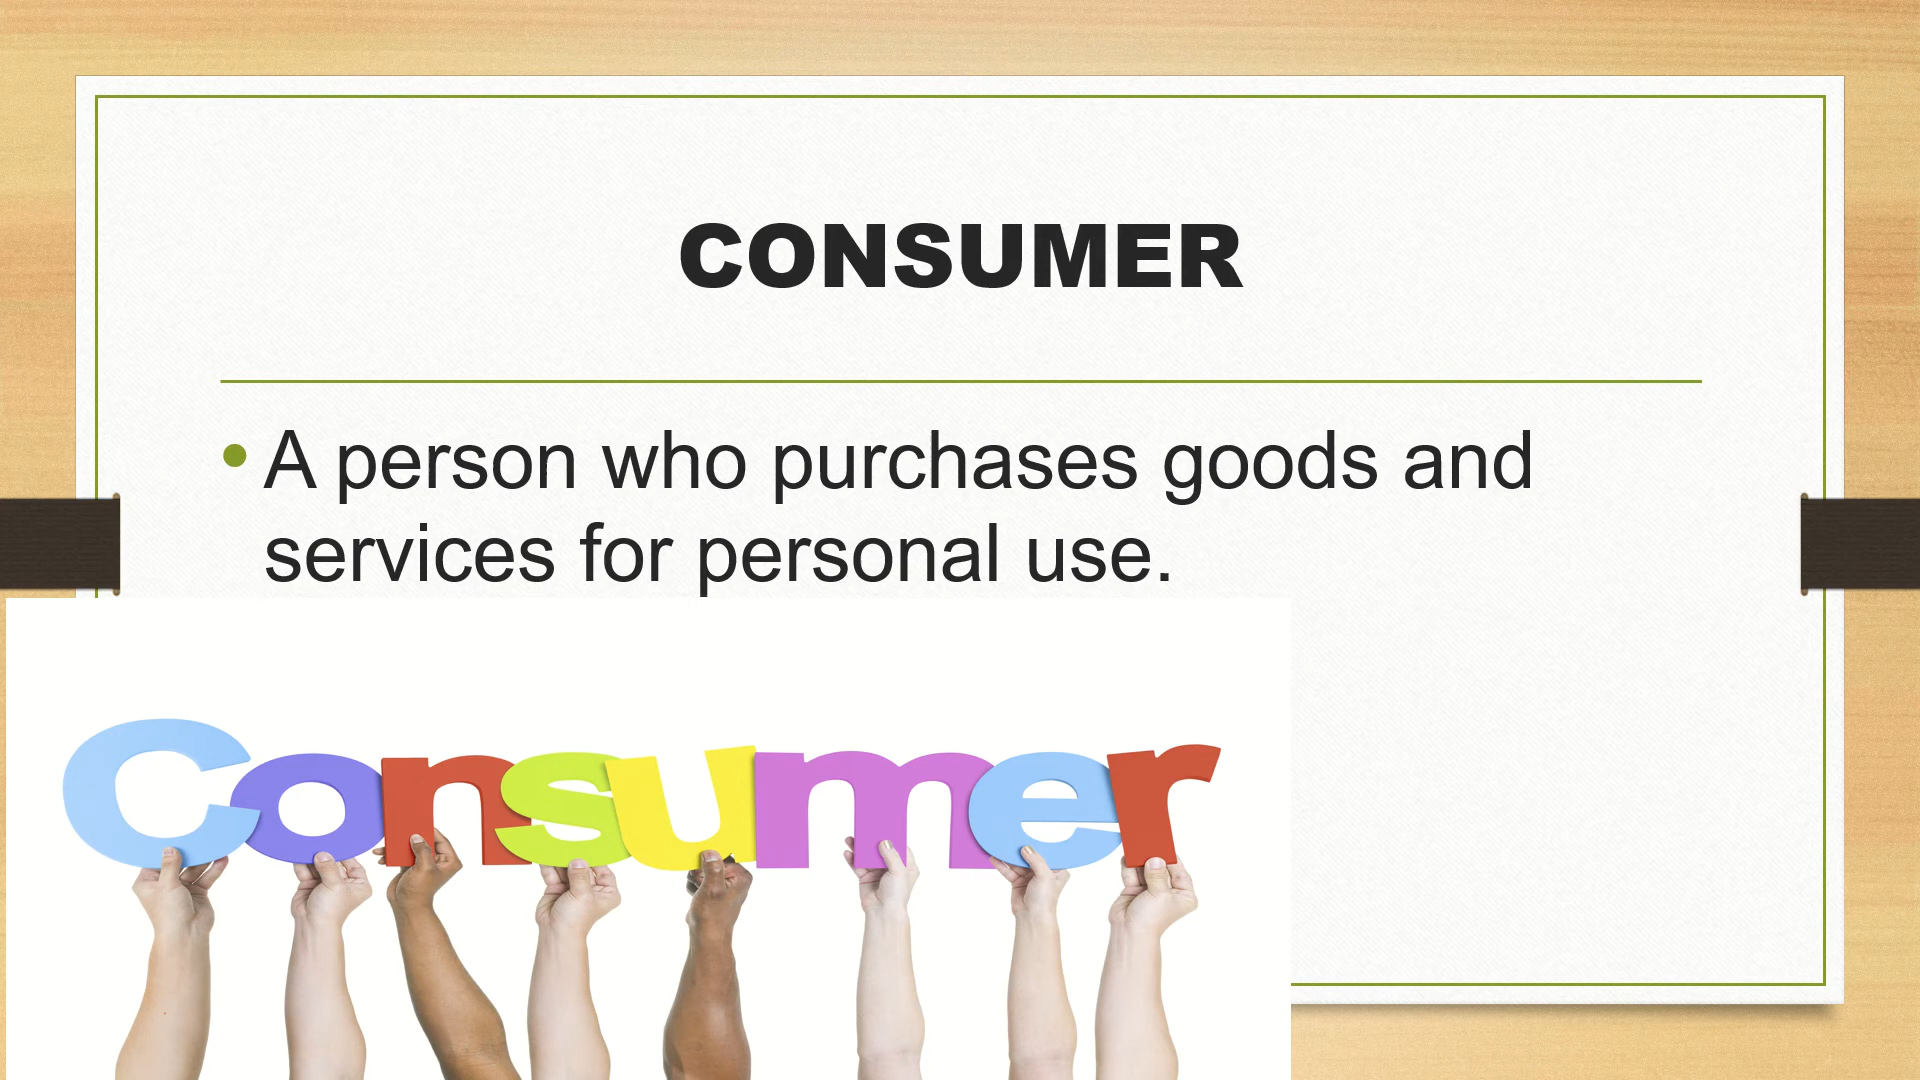 CONSUMER
• A person who purchases goods and
services for personal use.
Consumer